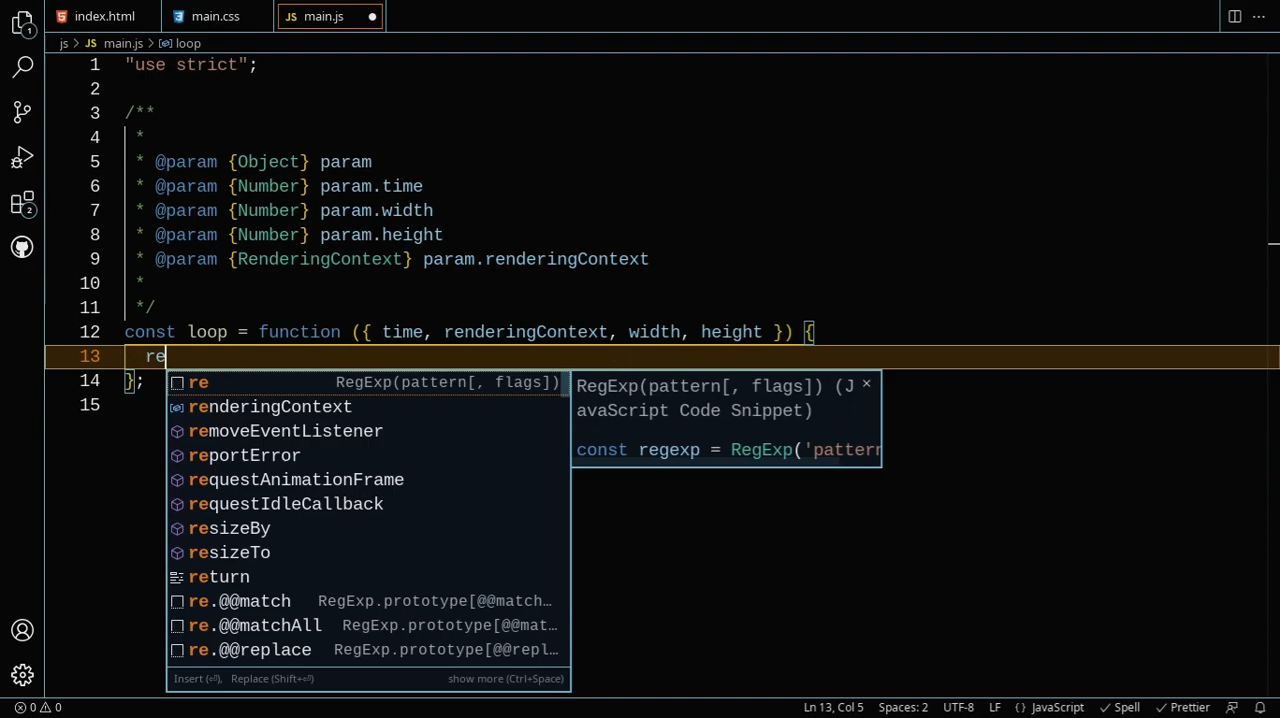 index.html
main.css
JS main.js
js > JS main.js > loop
1 "use strict";
2
3 /**
4 *
5 * @param {Object} param
6 * @param {Number} param.time
7 * @param {Number} param.width
8 * @param {Number} param.height
9 * @param {RenderingContext} param.renderingContext
10 *
11 */
12 const loop = function ({ time, renderingContext, width, height }) {
13 re
14 };
15
re RegExp(pattern[, flags])
renderingContext
removeEventListener
reportError
requestAnimationFrame
requestIdleCallback
resizeBy
resizeTo
return
re.@@match RegExp.prototype[@@match…
re.@@matchAll RegExp.prototype[@@mat…
re.@@replace RegExp.prototype[@@repl…
Insert (⏎), Replace (Shift+⏎) show more (Ctrl+Space)
RegExp(pattern[, flags]) (J
avaScript Code Snippet)
const regexp = RegExp('pattern
1
2
0 0 Ln 13, Col 5 Spaces: 2 UTF-8 LF {} JavaScript Spell Prettier